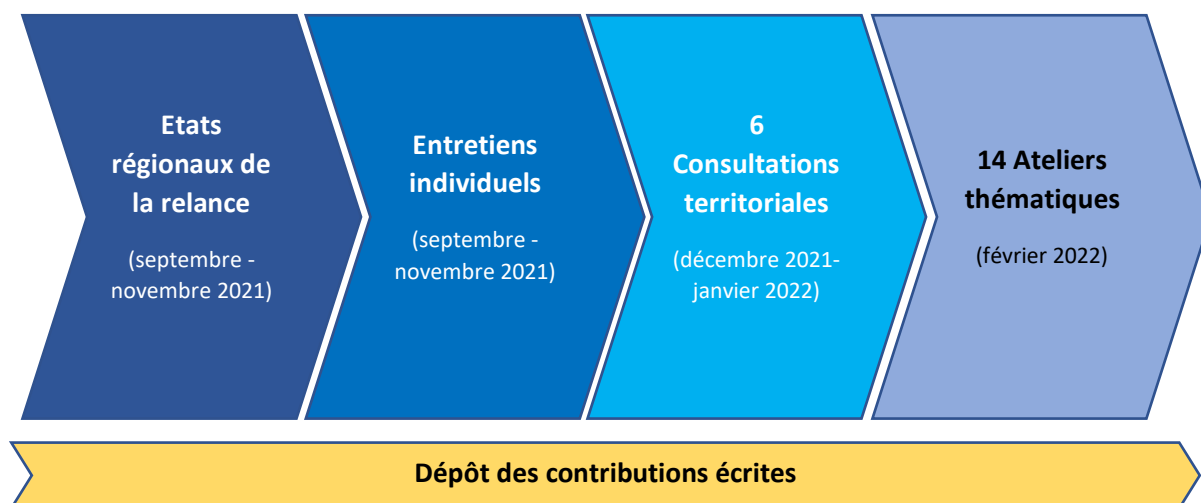 Etats
régionaux de
la relance
(septembre -
novembre 2021)
Entretiens
individuels
(septembre -
novembre 2021)
6
Consultations
territoriales
(décembre 2021-
janvier 2022)
14 Ateliers
thématiques
(février 2022)
Dépôt des contributions écrites